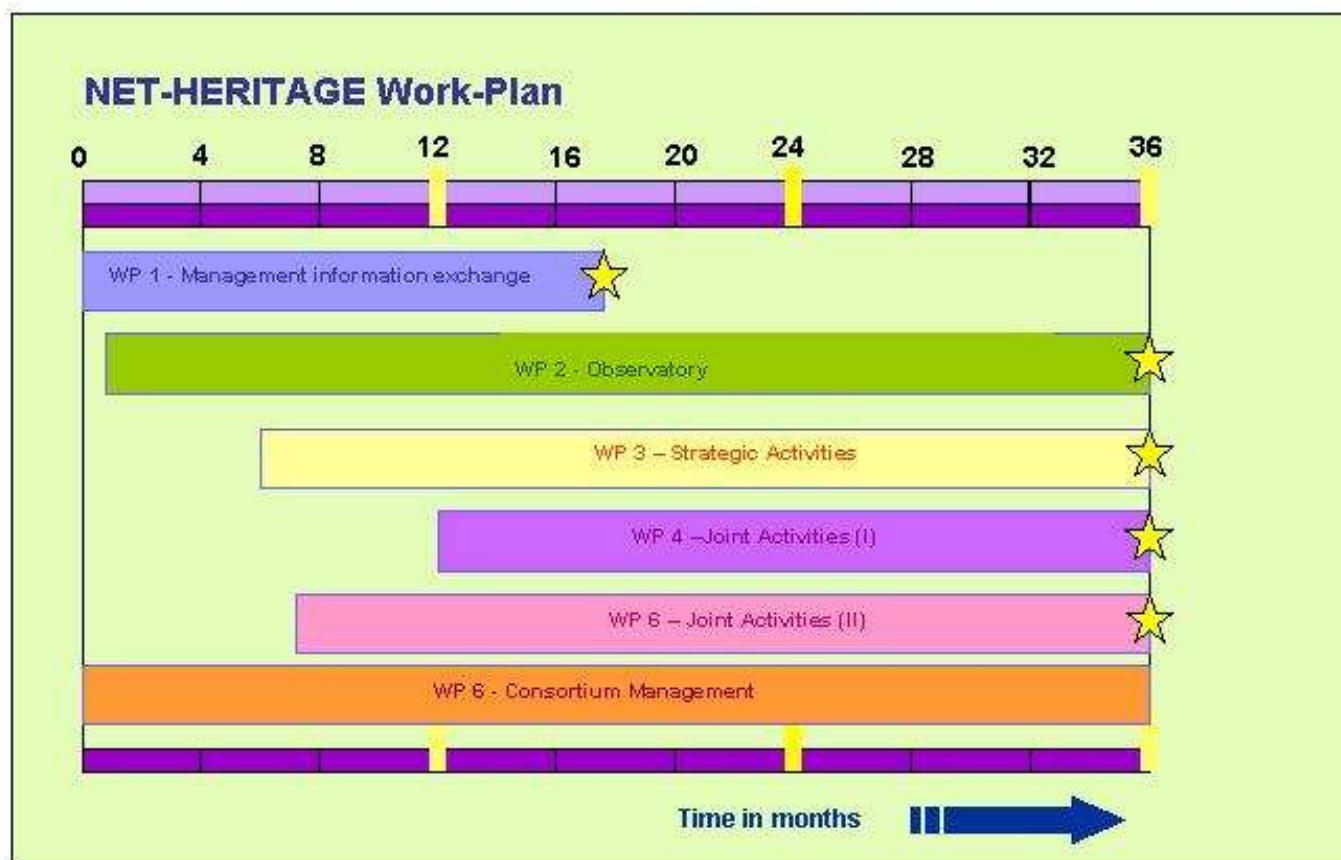 NET-HERITAGE Work-Plan
0 4 8 12 16 20 24 28 32 36
WP 1 - Management information exchange
WP 2 - Observatory
WP 3 – Strategic Activities
WP 4 –Joint Activities (I)
WP 6 – Joint Activities (II)
WP 6 - Consortium Management
Time in months